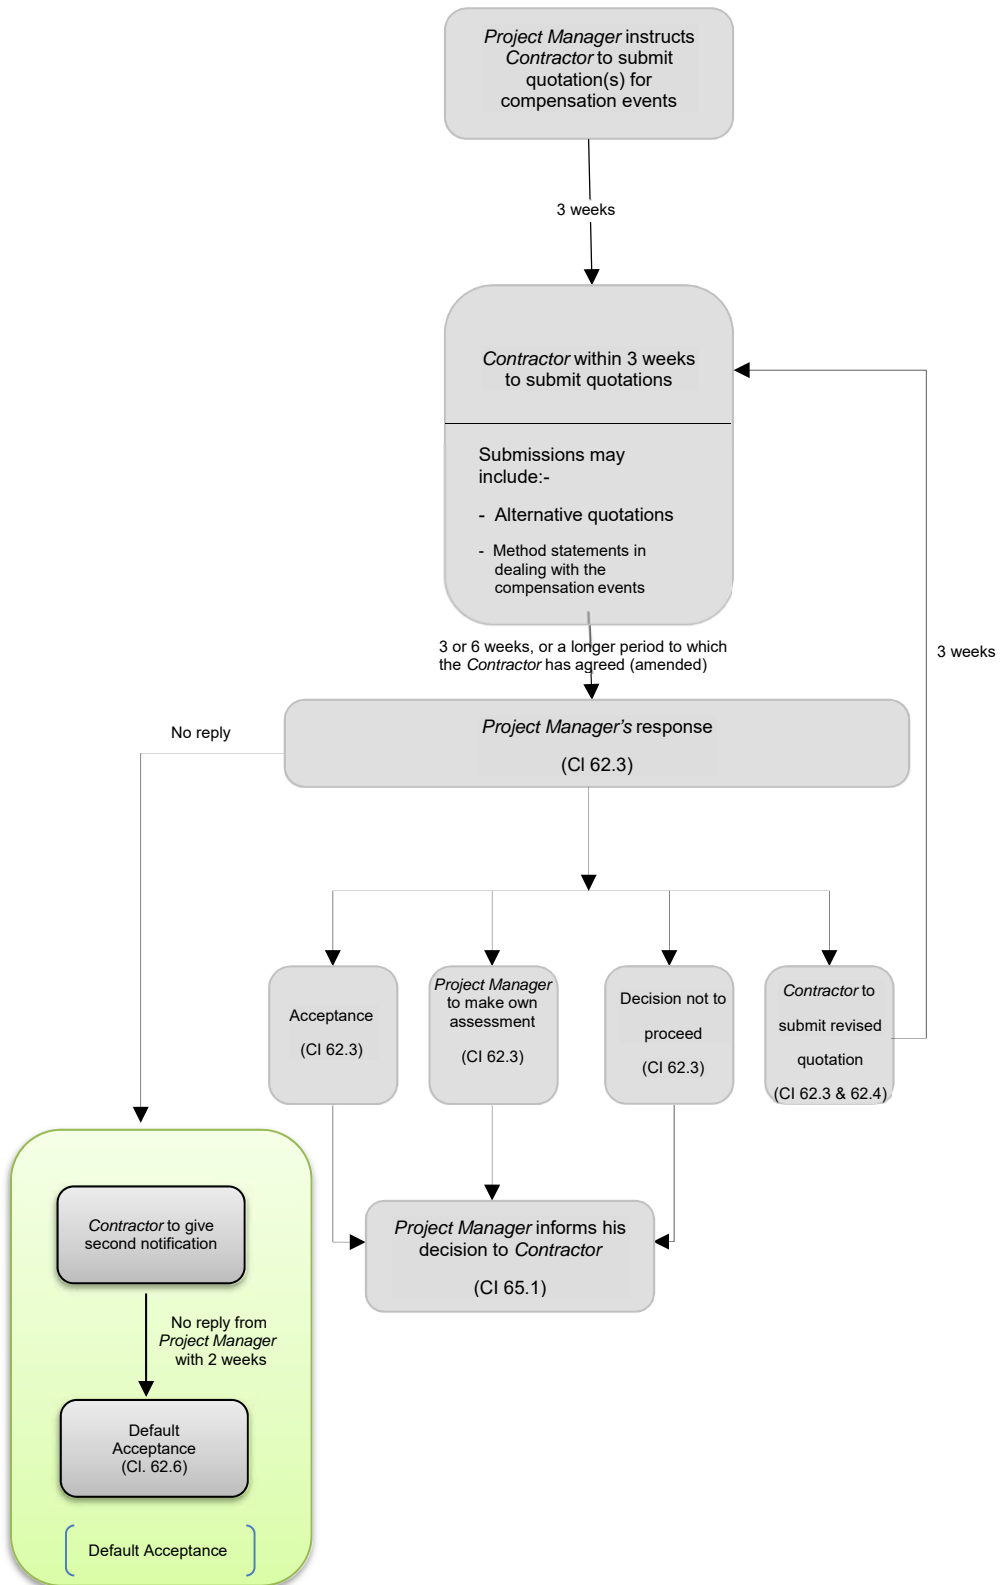 Project Manager instructs
Contractor to submit
quotation(s) for
compensation events
3 weeks
Contractor within 3 weeks
to submit quotations
Submissions may
include:-
- Alternative quotations
- Method statements in
dealing with the
compensation events
3 or 6 weeks, or a longer period to which
the Contractor has agreed (amended)
3 weeks
No reply
Project Manager's response
(Cl 62.3)
Acceptance
(Cl 62.3)
Project Manager
to make own
assessment
(Cl 62.3)
Decision not to
proceed
(Cl 62.3)
Contractor to
submit revised
quotation
(Cl 62.3 & 62.4)
Project Manager informs his
decision to Contractor
(Cl 65.1)
Contractor to give
second notification
No reply from
Project Manager
with 2 weeks
Default
Acceptance
(Cl. 62.6)
Default Acceptance